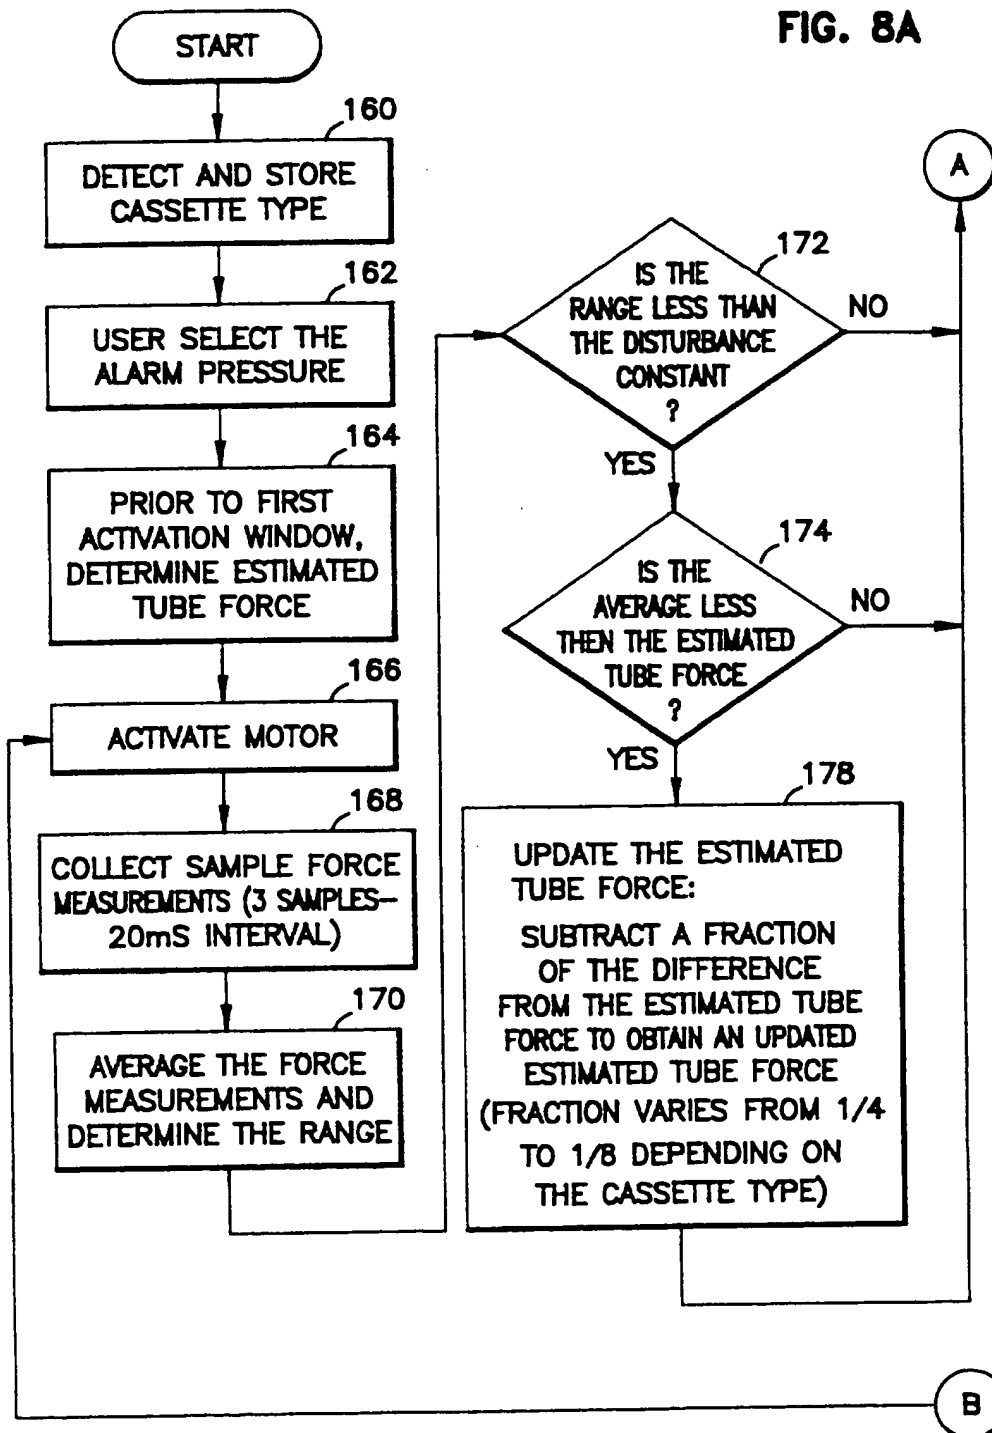 FIG. 8A
START
160
DETECT AND STORE
CASSETTE TYPE
162
USER SELECT THE
ALARM PRESSURE
164
PRIOR TO FIRST
ACTIVATION WINDOW,
DETERMINE ESTIMATED
TUBE FORCE
166
ACTIVATE MOTOR
168
COLLECT SAMPLE FORCE
MEASUREMENTS (3 SAMPLES–
20mS INTERVAL)
170
AVERAGE THE FORCE
MEASUREMENTS AND
DETERMINE THE RANGE
A
172
IS THE
RANGE LESS THAN
THE DISTURBANCE
CONSTANT
?
NO
YES
174
IS THE
AVERAGE LESS
THEN THE ESTIMATED
TUBE FORCE
?
NO
YES
178
UPDATE THE ESTIMATED
TUBE FORCE:
SUBTRACT A FRACTION
OF THE DIFFERENCE
FROM THE ESTIMATED TUBE
FORCE TO OBTAIN AN UPDATED
ESTIMATED TUBE FORCE
(FRACTION VARIES FROM 1/4
TO 1/8 DEPENDING ON
THE CASSETTE TYPE)
B